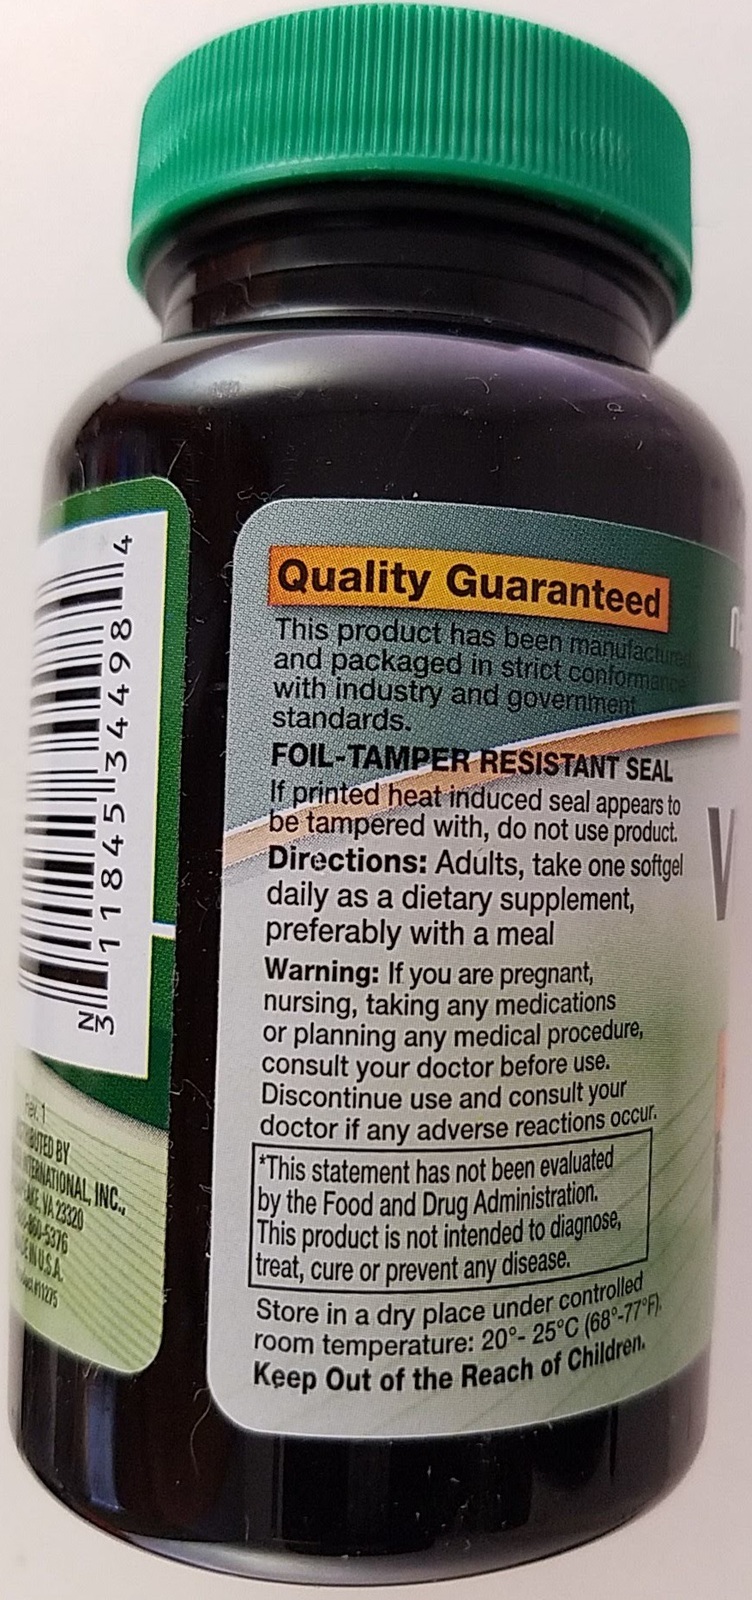 Quality Guaranteed
This product has been manufactured
and packaged in strict conformance
with industry and government
standards.
FOIL-TAMPER RESISTANT SEAL
If printed heat induced seal appears to
be tampered with, do not use product.
Directions: Adults, take one softgel
daily as a dietary supplement,
preferably with a meal
Warning: If you are pregnant,
nursing, taking any medications
or planning any medical procedure,
consult your doctor before use.
Discontinue use and consult your
doctor if any adverse reactions occur.
*This statement has not been evaluated
by the Food and Drug Administration.
This product is not intended to diagnose,
treat, cure or prevent any disease.
Store in a dry place under controlled
room temperature: 20°- 25°C (68°-77°F).
Keep Out of the Reach of Children.
N
3 11845 34498 4
Rev. 1
BY
INC.,
VA 23320
IN U.S.A.
#11275
V